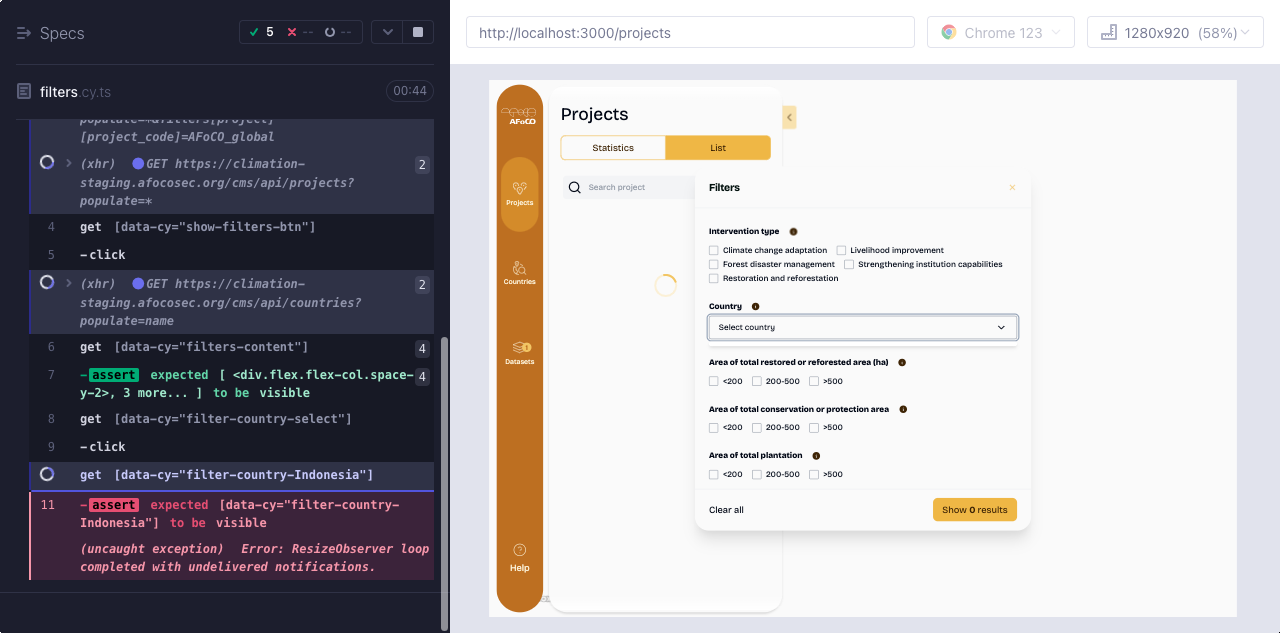 Specs
5
--
--
filters.cy.ts
00:44
populate=*&filters[project]
[project_code]=AFoCO_global
(xhr) GET https://climation-
staging.afocosec.org/cms/api/projects?
populate=*
2
4 get [data-cy="show-filters-btn"]
5 -click
(xhr) GET https://climation-
staging.afocosec.org/cms/api/countries?
populate=name
2
6 get [data-cy="filters-content"] 4
7 -assert expected [ <div.flex.flex-col.space-
y-2>, 3 more... ] to be visible
4
8 get [data-cy="filter-country-select"]
9 -click
get [data-cy="filter-country-Indonesia"]
11 -assert expected [data-cy="filter-country-
Indonesia"] to be visible
(uncaught exception) Error: ResizeObserver loop
completed with undelivered notifications.
http://localhost:3000/projects
Chrome 123
1280x920 (58%)
AFoCO
Projects
Countries
Datasets
1
Help
Projects
Statistics
List
Search project
Filters
×
Intervention type
Climate change adaptation
Livelihood improvement
Forest disaster management
Strengthening institution capabilities
Restoration and reforestation
Country
Select country
Area of total restored or reforested area (ha)
<200 200-500 >500
Area of total conservation or protection area
<200 200-500 >500
Area of total plantation
<200 200-500 >500
Clear all
Show 0 results